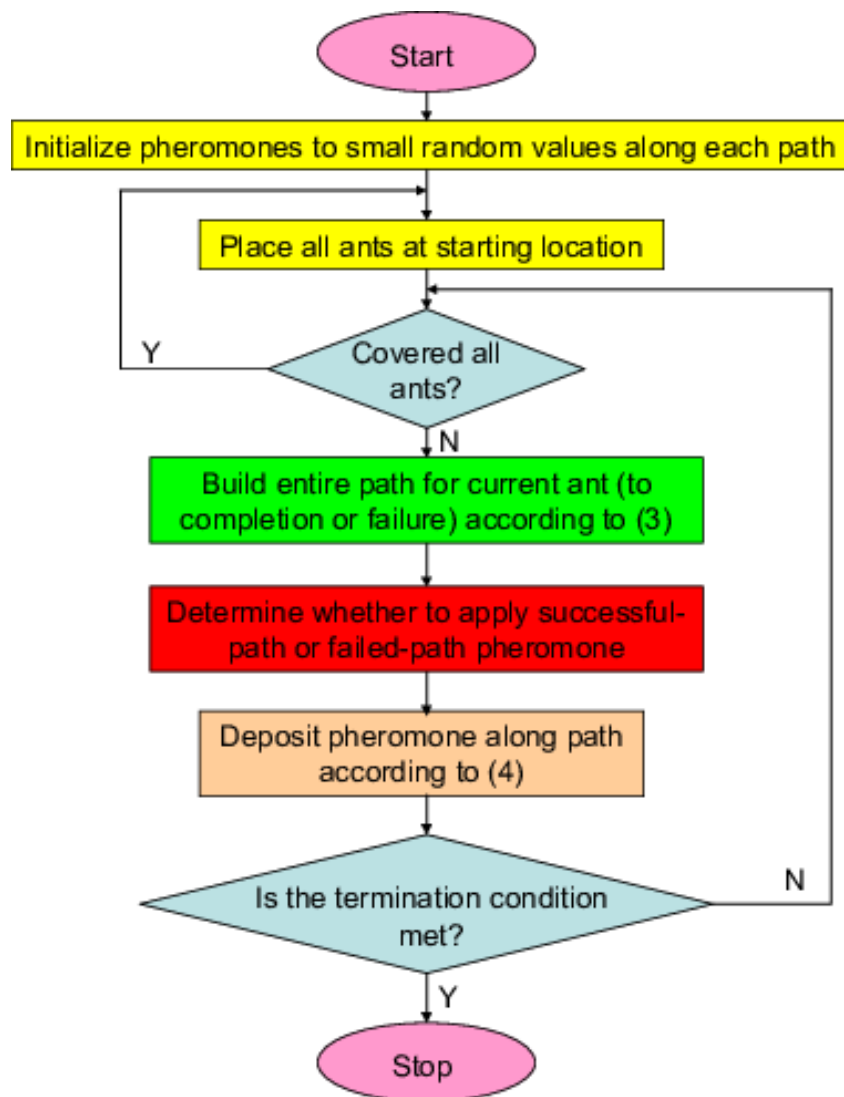 Start
Initialize pheromones to small random values along each path
Place all ants at starting location
Y
Covered all
ants?
N
Build entire path for current ant (to
completion or failure) according to (3)
Determine whether to apply successful-
path or failed-path pheromone
Deposit pheromone along path
according to (4)
Is the termination condition
met?
N
Y
Stop